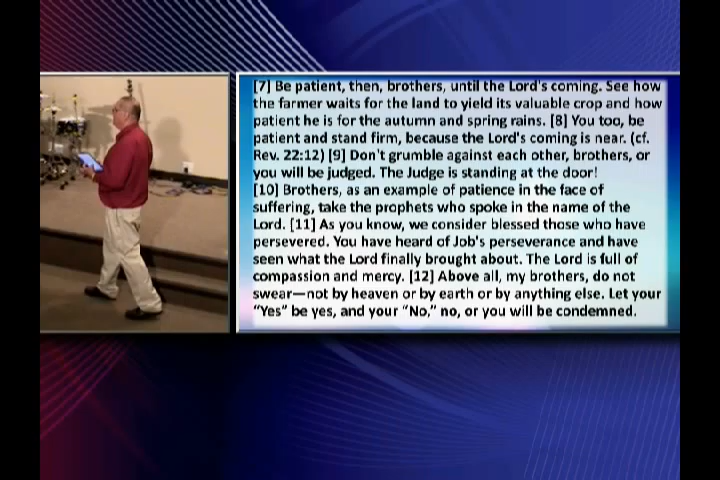 [7] Be patient, then, brothers, until the Lord's coming. See how
the farmer waits for the land to yield its valuable crop and how
patient he is for the autumn and spring rains. [8] You too, be
patient and stand firm, because the Lord's coming is near. (cf.
Rev. 22:12) [9] Don't grumble against each other, brothers, or
you will be judged. The Judge is standing at the door!
[10] Brothers, as an example of patience in the face of
suffering, take the prophets who spoke in the name of the
Lord. [11] As you know, we consider blessed those who have
persevered. You have heard of Job's perseverance and have
seen what the Lord finally brought about. The Lord is full of
compassion and mercy. [12] Above all, my brothers, do not
swear—not by heaven or by earth or by anything else. Let your
“Yes” be yes, and your “No,” no, or you will be condemned.